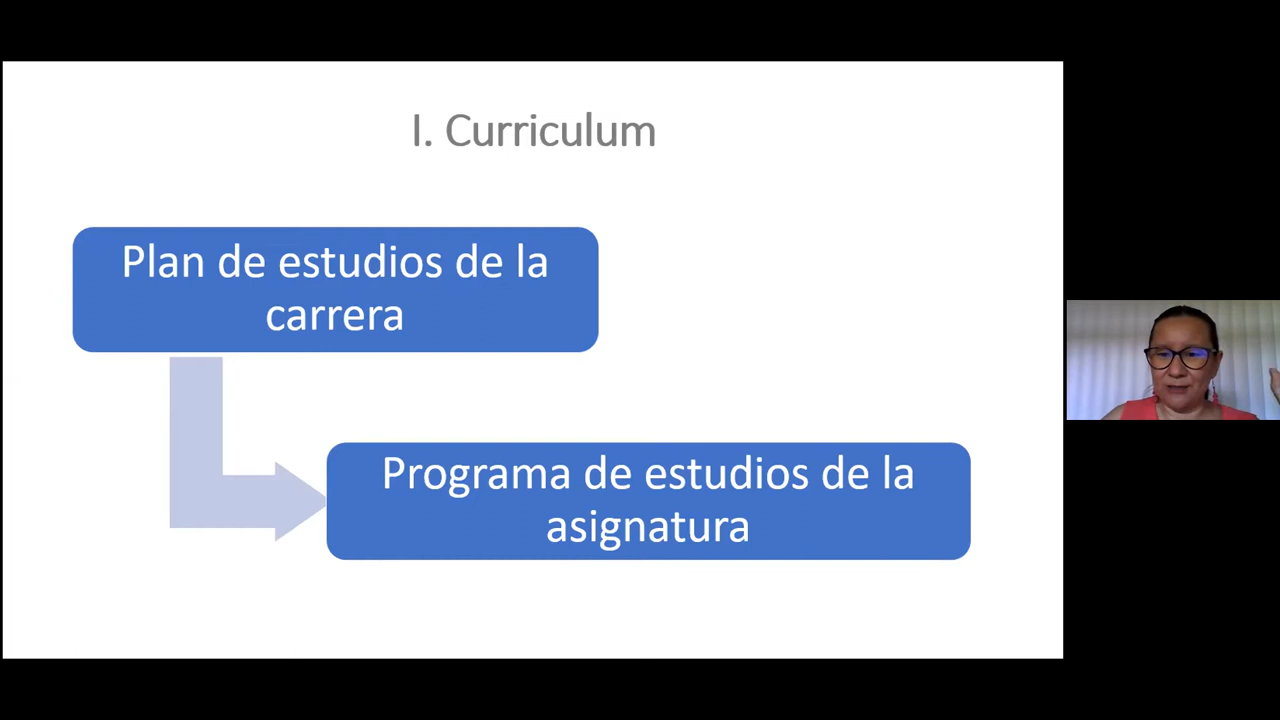 I. Curriculum
Plan de estudios de la
carrera
Programa de estudios de la
asignatura